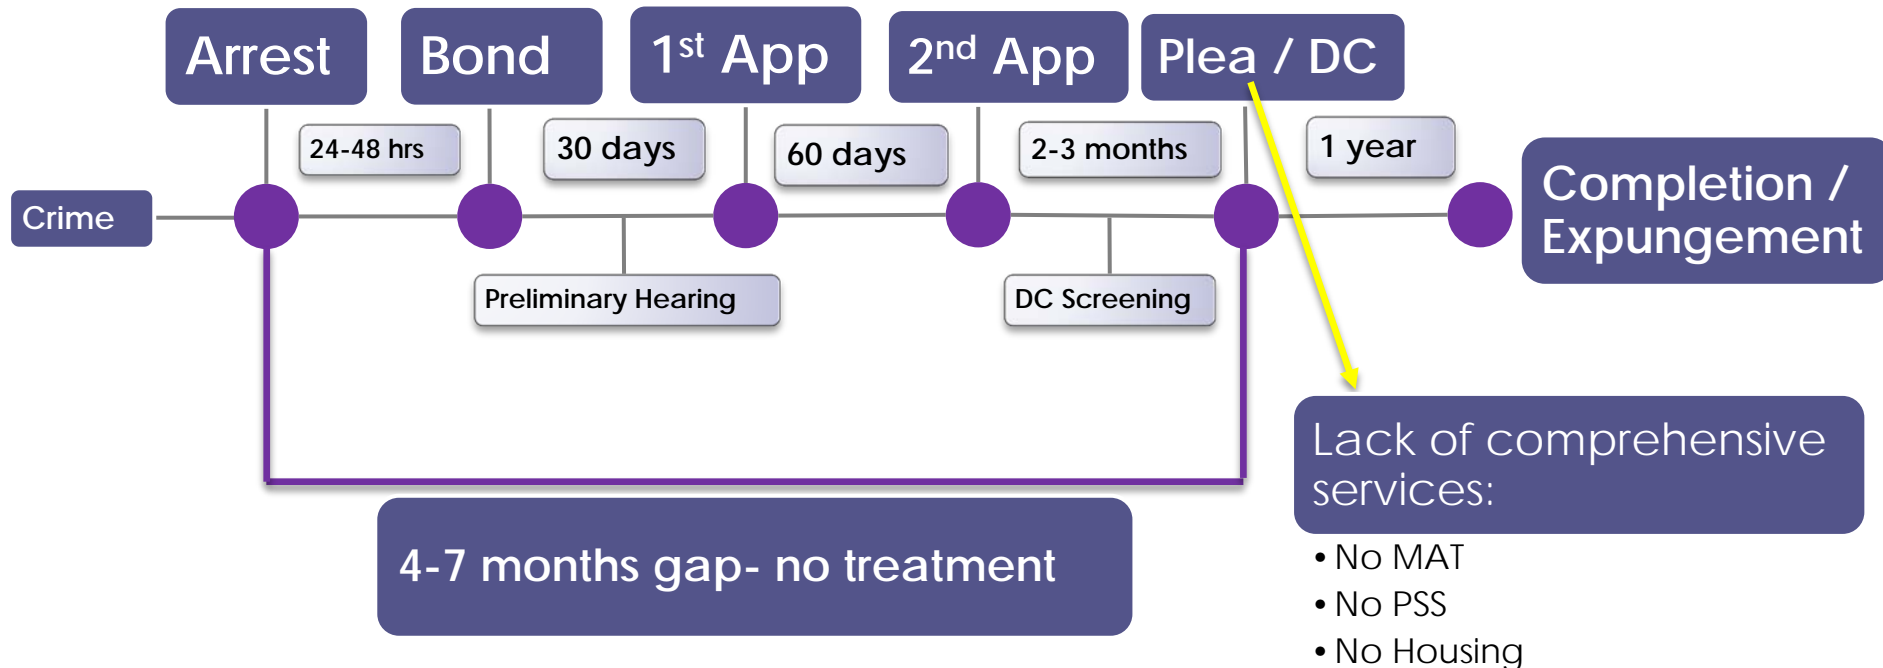 Arrest
Bond
1st App
2nd App
Plea / DC
24-48 hrs
30 days
60 days
2-3 months
1 year
Crime
Completion /
Expungement
Preliminary Hearing
DC Screening
Lack of comprehensive
services:
4-7 months gap- no treatment
• No MAT
• No PSS
• No Housing